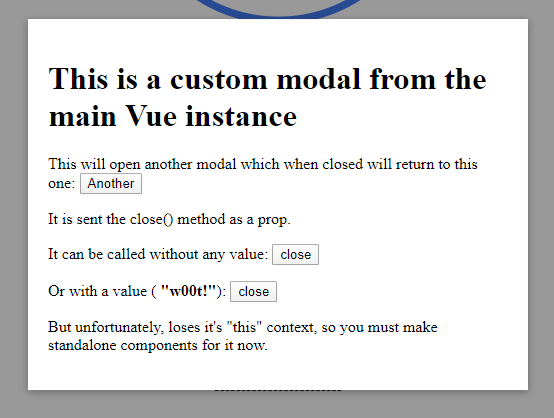 This is a custom modal from the
main Vue instance
This will open another modal which when closed will return to this
one: Another
It is sent the close() method as a prop.
It can be called without any value: close
Or with a value ( "w00t!"): close
But unfortunately, loses it's "this" context, so you must make
standalone components for it now.